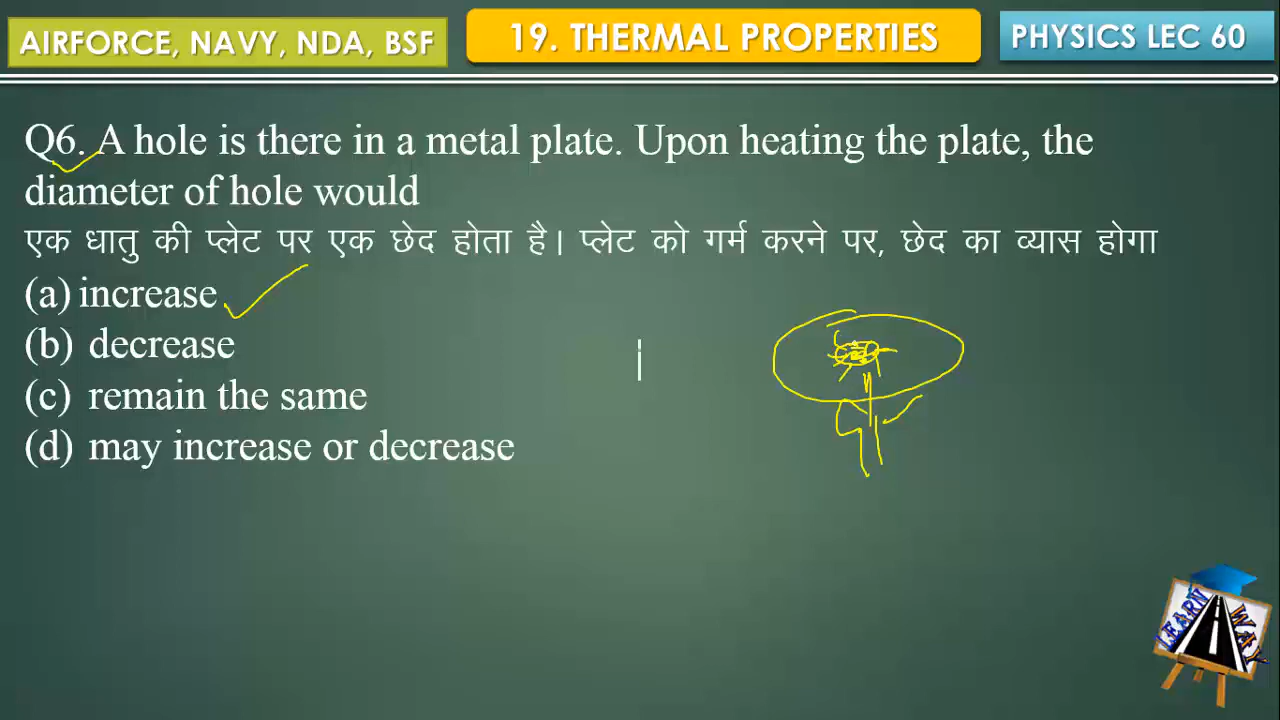 AIRFORCE, NAVY, NDA, BSF
19. THERMAL PROPERTIES
PHYSICS LEC 60
Q6. A hole is there in a metal plate. Upon heating the plate, the
diameter of hole would
एक धातु की प्लेट पर एक छेद होता है। प्लेट को गर्म करने पर, छेद का व्यास होगा
(a) increase
(b) decrease
(c) remain the same
(d) may increase or decrease
LEARN WAY